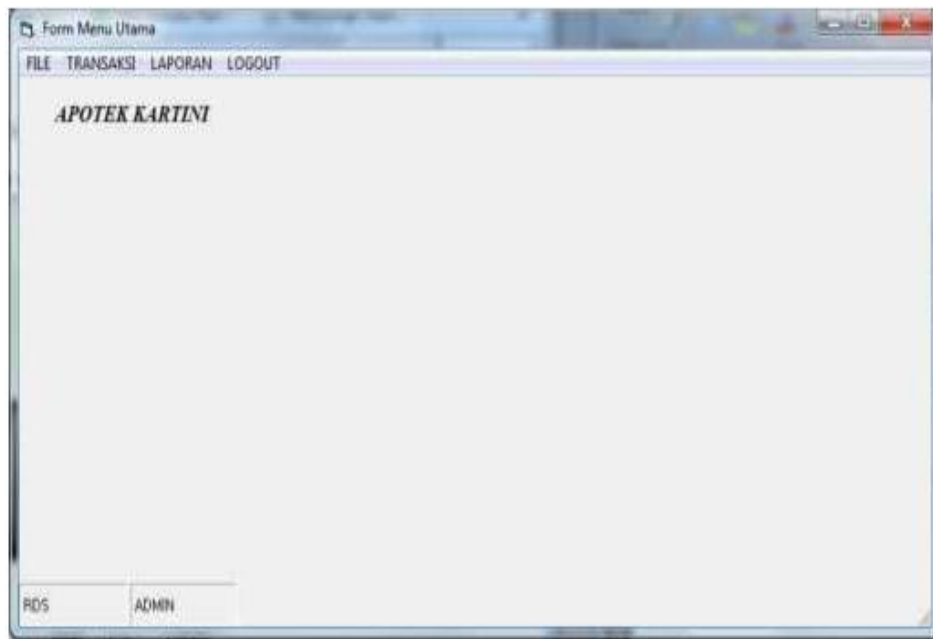 Form Menu Utama
FILE TRANSAKSI LAPORAN LOGOUT
APOTEK KARTINI
RDS ADMIN